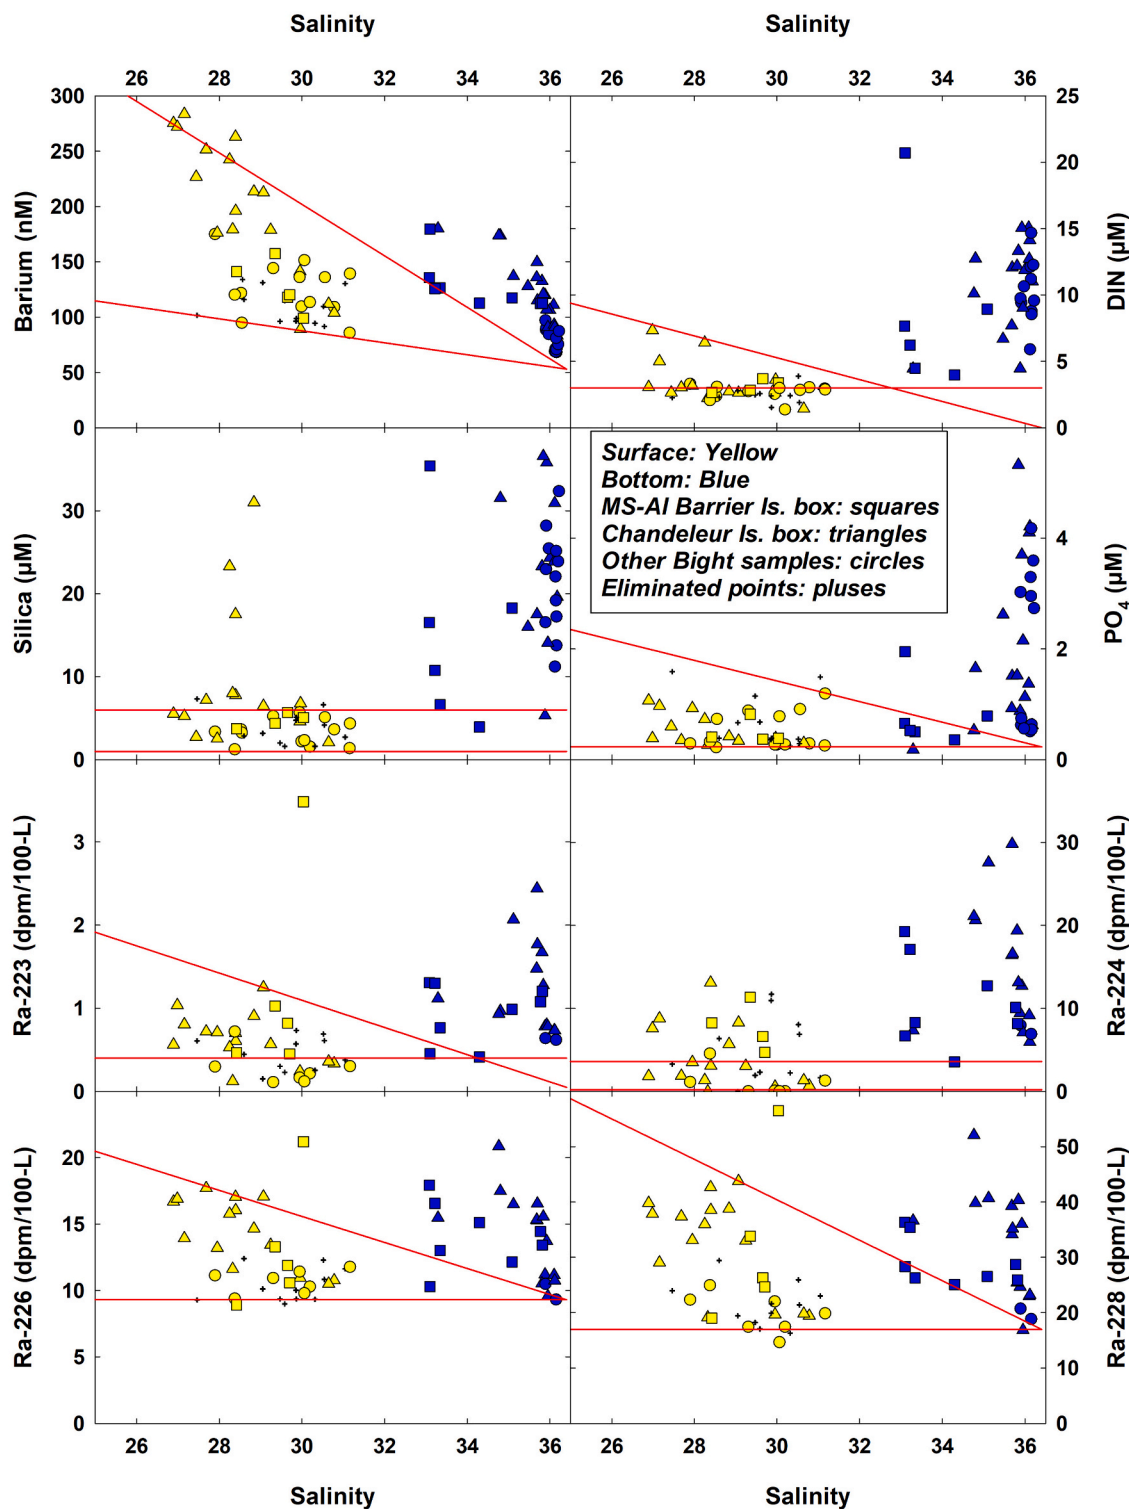 Salinity Salinity
26 28 30 32 34 36 26 28 30 32 34 36
300
250
200
150
100
50
0
Barium (nM)
25
20
15
10
5
0
DIN (µM)
30
20
10
0
Silica (µM)
Surface: Yellow
Bottom: Blue
MS-Al Barrier Is. box: squares
Chandeleur Is. box: triangles
Other Bight samples: circles
Eliminated points: pluses
4
2
0
PO4 (µM)
3
2
1
0
Ra-223 (dpm/100-L)
30
20
10
0
Ra-224 (dpm/100-L)
20
15
10
5
0
Ra-226 (dpm/100-L)
50
40
30
20
10
0
Ra-228 (dpm/100-L)
26 28 30 32 34 36 26 28 30 32 34 36
Salinity Salinity